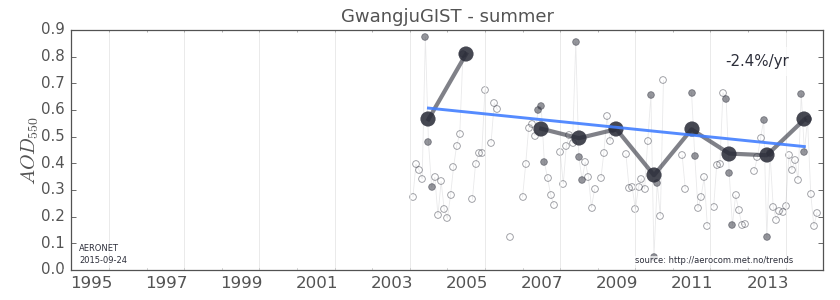 GwangjuGIST - summer
0.9
0.8
0.7
0.6
0.5
0.4
0.3
0.2
0.1
0.0
AOD550
-2.4%/yr
AERONET
2015-09-24
source: http://aerocom.met.no/trends
1995 1997 1999 2001 2003 2005 2007 2009 2011 2013